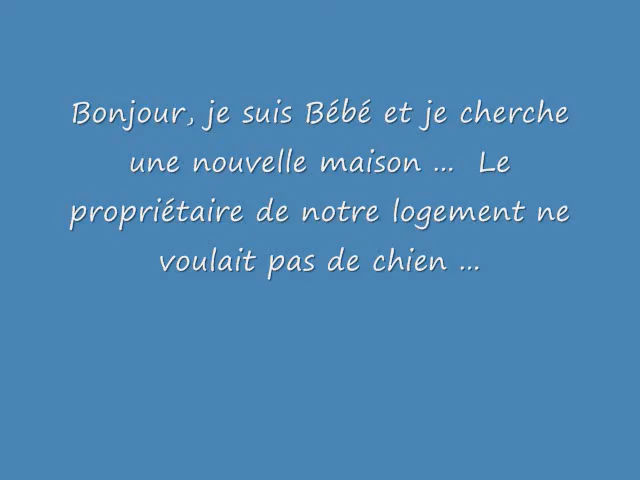 Bonjour, je suis Bébé et je cherche
une nouvelle maison ... Le
propriétaire de notre logement ne
voulait pas de chien ...